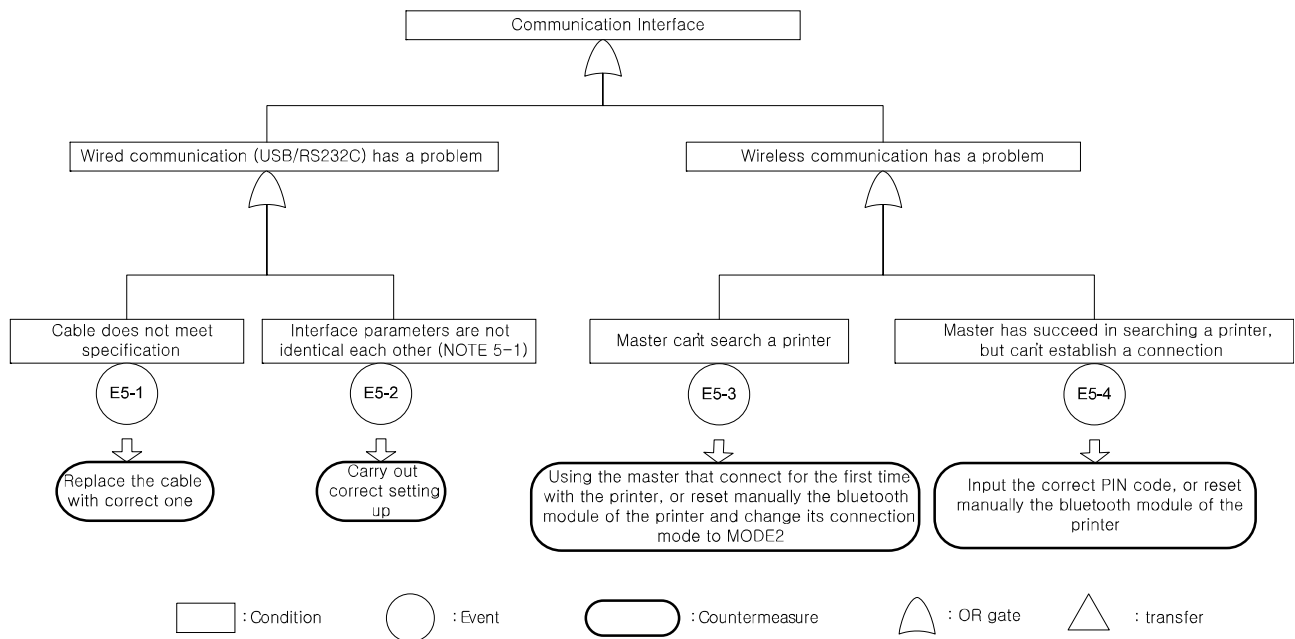 Communication Interface
Wired communication (USB/RS232C) has a problem
Wireless communication has a problem
Cable does not meet
specification
Interface parameters are not
identical each other (NOTE 5-1)
Master can't search a printer
Master has succeed in searching a printer,
but can't establish a connection
E5-1
E5-2
E5-3
E5-4
Replace the cable
with correct one
Carry out
correct setting
up
Using the master that connect for the first time
with the printer, or reset manually the bluetooth
module of the printer and change its connection
mode to MODE2
Input the correct PIN code, or reset
manually the bluetooth module of the
printer
: Condition
: Event
: Countermeasure
: OR gate
: transfer